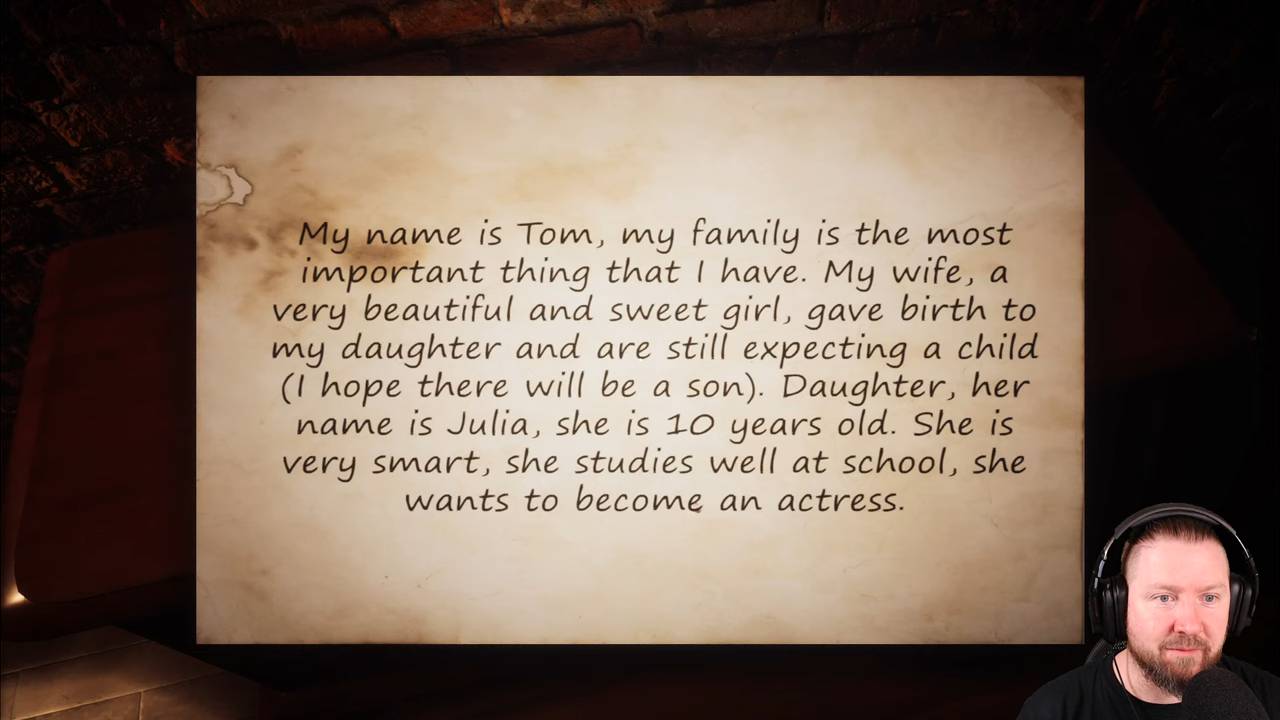 My name is Tom, my family is the most
important thing that I have. My wife, a
very beautiful and sweet girl, gave birth to
my daughter and are still expecting a child
(I hope there will be a son). Daughter, her
name is Julia, she is 10 years old. She is
very smart, she studies well at school, she
wants to become an actress.